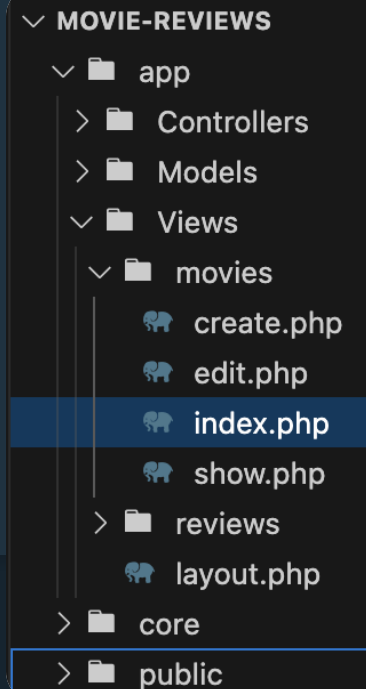 MOVIE-REVIEWS
app
Controllers
Models
Views
movies
create.php
edit.php
index.php
show.php
reviews
layout.php
core
public